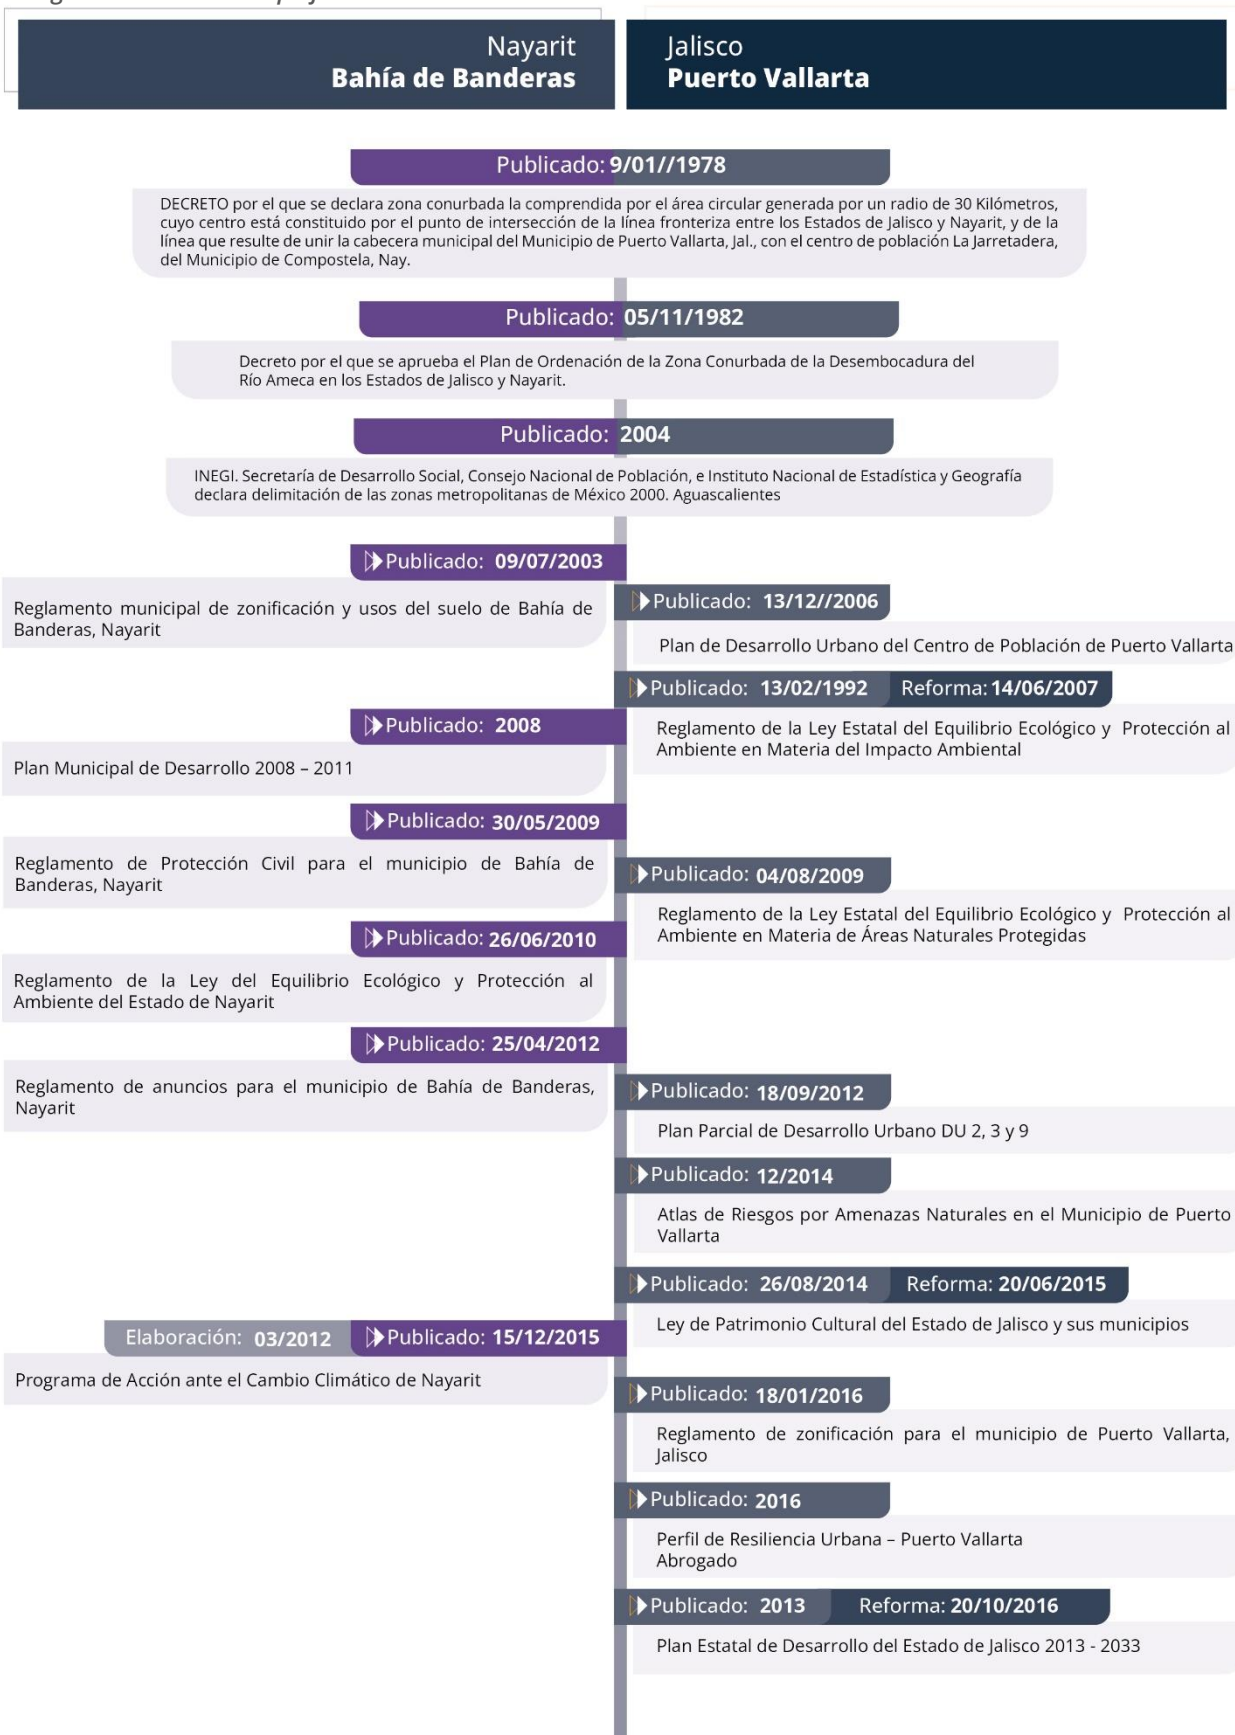 Nayarit
Bahía de Banderas
Jalisco
Puerto Vallarta
Publicado: 9/01//1978
DECRETO por el que se declara zona conurbada la comprendida por el área circular generada por un radio de 30 Kilómetros,
cuyo centro está constituido por el punto de intersección de la línea fronteriza entre los Estados de Jalisco y Nayarit, y de la
línea que resulte de unir la cabecera municipal del Municipio de Puerto Vallarta, Jal., con el centro de población La Jarretadera,
del Municipio de Compostela, Nay.
Publicado: 05/11/1982
Decreto por el que se aprueba el Plan de Ordenación de la Zona Conurbada de la Desembocadura del
Río Ameca en los Estados de Jalisco y Nayarit.
Publicado: 2004
INEGI. Secretaría de Desarrollo Social, Consejo Nacional de Población, e Instituto Nacional de Estadística y Geografía
declara delimitación de las zonas metropolitanas de México 2000. Aguascalientes
Publicado: 09/07/2003
Reglamento municipal de zonificación y usos del suelo de Bahía de
Banderas, Nayarit
Publicado: 13/12//2006
Plan de Desarrollo Urbano del Centro de Población de Puerto Vallarta
Publicado: 13/02/1992 Reforma: 14/06/2007
Reglamento de la Ley Estatal del Equilibrio Ecológico y Protección al
Ambiente en Materia del Impacto Ambiental
Publicado: 2008
Plan Municipal de Desarrollo 2008 – 2011
Publicado: 30/05/2009
Reglamento de Protección Civil para el municipio de Bahía de
Banderas, Nayarit
Publicado: 04/08/2009
Reglamento de la Ley Estatal del Equilibrio Ecológico y Protección al
Ambiente en Materia de Áreas Naturales Protegidas
Publicado: 26/06/2010
Reglamento de la Ley del Equilibrio Ecológico y Protección al
Ambiente del Estado de Nayarit
Publicado: 25/04/2012
Reglamento de anuncios para el municipio de Bahía de Banderas,
Nayarit
Publicado: 18/09/2012
Plan Parcial de Desarrollo Urbano DU 2, 3 y 9
Publicado: 12/2014
Atlas de Riesgos por Amenazas Naturales en el Municipio de Puerto
Vallarta
Publicado: 26/08/2014 Reforma: 20/06/2015
Ley de Patrimonio Cultural del Estado de Jalisco y sus municipios
Elaboración: 03/2012 Publicado: 15/12/2015
Programa de Acción ante el Cambio Climático de Nayarit
Publicado: 18/01/2016
Reglamento de zonificación para el municipio de Puerto Vallarta,
Jalisco
Publicado: 2016
Perfil de Resiliencia Urbana – Puerto Vallarta
Abrogado
Publicado: 2013 Reforma: 20/10/2016
Plan Estatal de Desarrollo del Estado de Jalisco 2013 - 2033